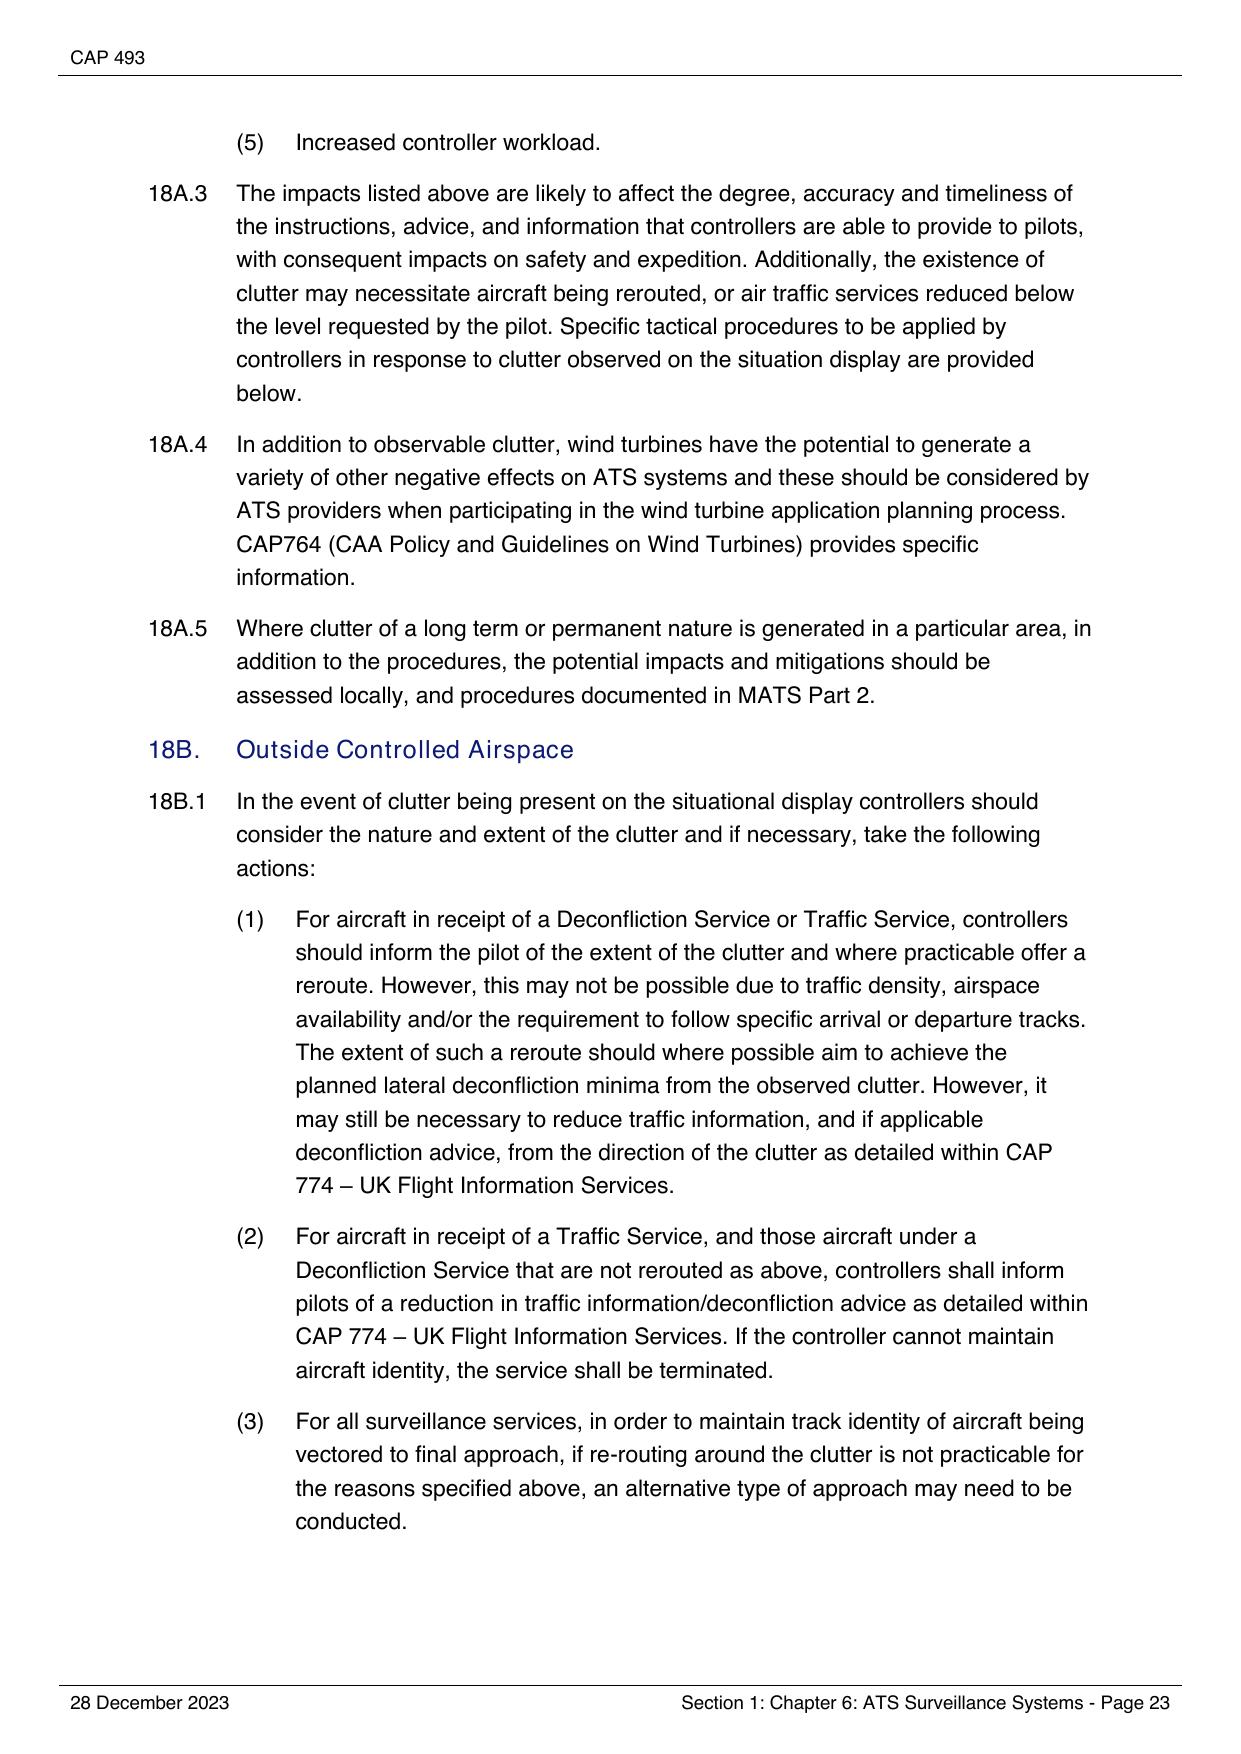 CAP 493
(5) Increased controller workload.
18A.3 The impacts listed above are likely to affect the degree, accuracy and timeliness of
the instructions, advice, and information that controllers are able to provide to pilots,
with consequent impacts on safety and expedition. Additionally, the existence of
clutter may necessitate aircraft being rerouted, or air traffic services reduced below
the level requested by the pilot. Specific tactical procedures to be applied by
controllers in response to clutter observed on the situation display are provided
below.
18A.4 In addition to observable clutter, wind turbines have the potential to generate a
variety of other negative effects on ATS systems and these should be considered by
ATS providers when participating in the wind turbine application planning process.
CAP764 (CAA Policy and Guidelines on Wind Turbines) provides specific
information.
18A.5 Where clutter of a long term or permanent nature is generated in a particular area, in
addition to the procedures, the potential impacts and mitigations should be
assessed locally, and procedures documented in MATS Part 2.
18B. Outside Controlled Airspace
18B.1 In the event of clutter being present on the situational display controllers should
consider the nature and extent of the clutter and if necessary, take the following
actions:
(1) For aircraft in receipt of a Deconfliction Service or Traffic Service, controllers
should inform the pilot of the extent of the clutter and where practicable offer a
reroute. However, this may not be possible due to traffic density, airspace
availability and/or the requirement to follow specific arrival or departure tracks.
The extent of such a reroute should where possible aim to achieve the
planned lateral deconfliction minima from the observed clutter. However, it
may still be necessary to reduce traffic information, and if applicable
deconfliction advice, from the direction of the clutter as detailed within CAP
774 – UK Flight Information Services.
(2) For aircraft in receipt of a Traffic Service, and those aircraft under a
Deconfliction Service that are not rerouted as above, controllers shall inform
pilots of a reduction in traffic information/deconfliction advice as detailed within
CAP 774 – UK Flight Information Services. If the controller cannot maintain
aircraft identity, the service shall be terminated.
(3) For all surveillance services, in order to maintain track identity of aircraft being
vectored to final approach, if re-routing around the clutter is not practicable for
the reasons specified above, an alternative type of approach may need to be
conducted.
28 December 2023 Section 1: Chapter 6: ATS Surveillance Systems - Page 23